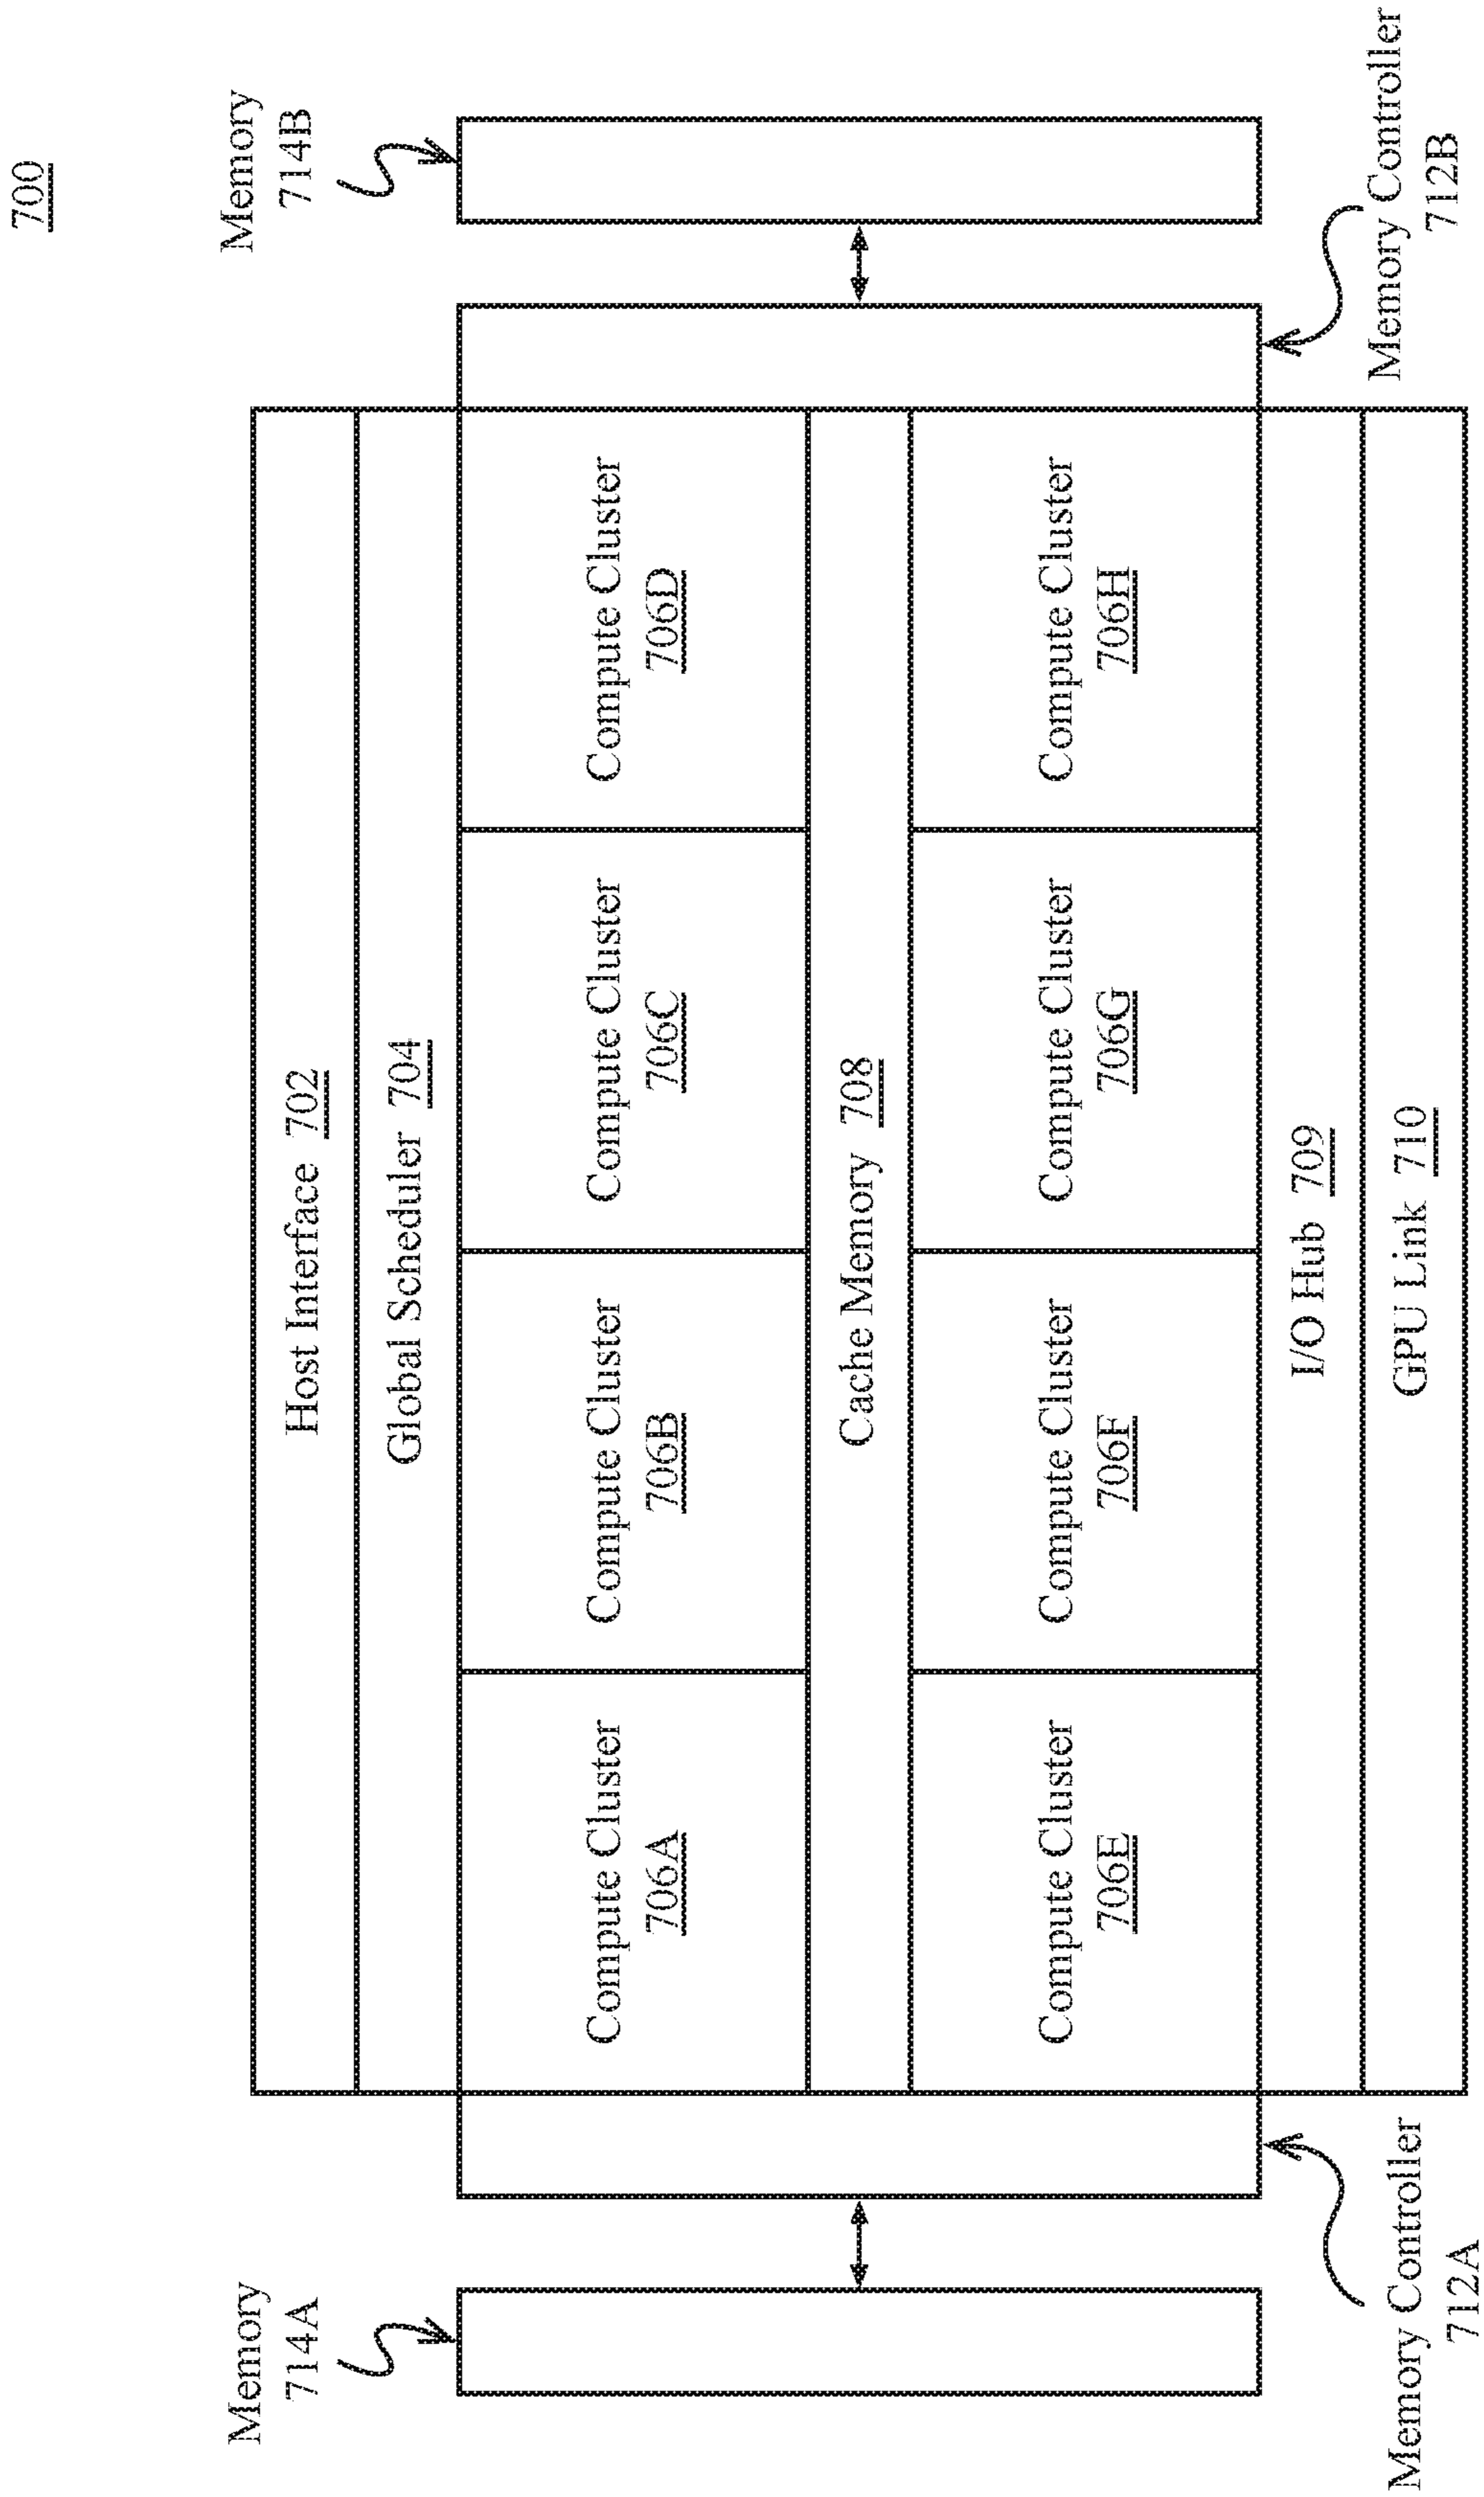 700
Memory
714A
Memory
714B
Host Interface 702
Global Scheduler 704
Compute Cluster
706A
Compute Cluster
706B
Compute Cluster
706C
Compute Cluster
706D
Cache Memory 708
Compute Cluster
706E
Compute Cluster
706F
Compute Cluster
706G
Compute Cluster
706H
I/O Hub 709
GPU Link 710
Memory Controller
712A
Memory Controller
712B